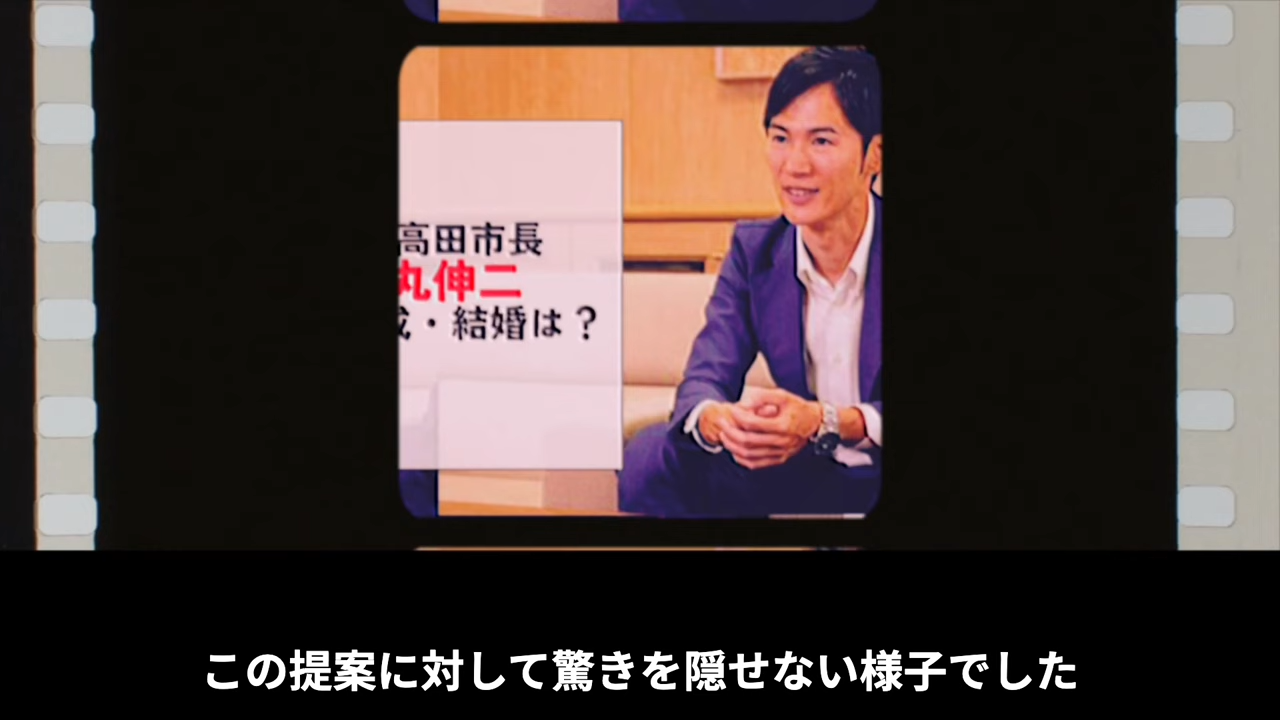 高田市長
丸伸二
成・結婚は？
この提案に対して驚きを隠せない様子でした